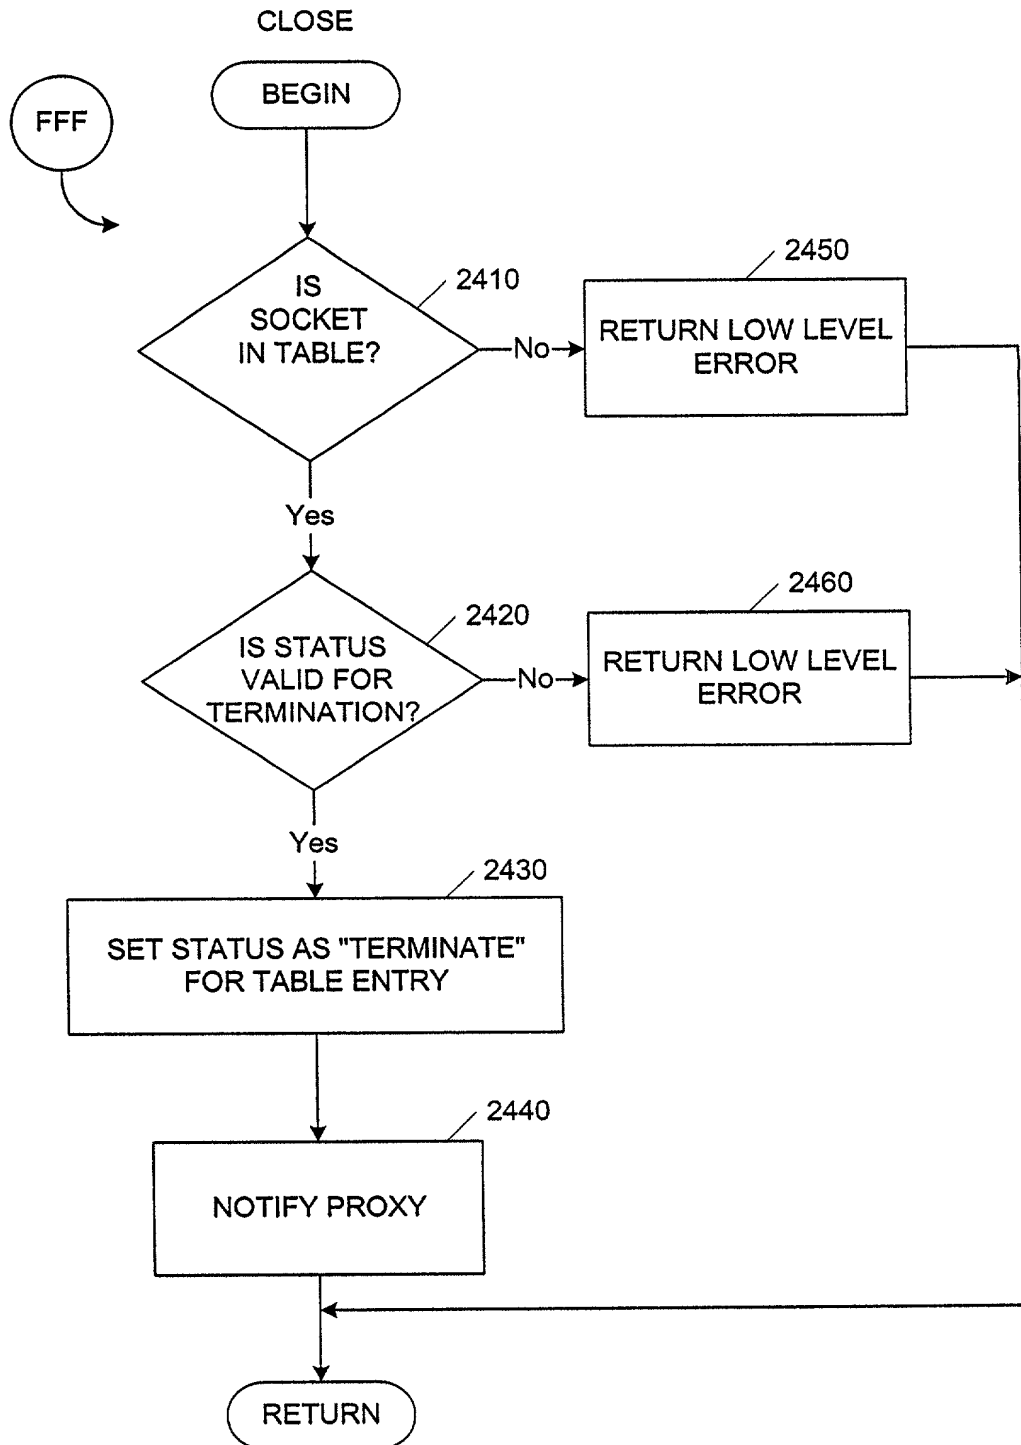 CLOSE
BEGIN
FFF
IS
SOCKET
IN TABLE?
2410
No
2450
RETURN LOW LEVEL
ERROR
Yes
IS STATUS
VALID FOR
TERMINATION?
2420
No
2460
RETURN LOW LEVEL
ERROR
Yes
2430
SET STATUS AS "TERMINATE"
FOR TABLE ENTRY
2440
NOTIFY PROXY
RETURN